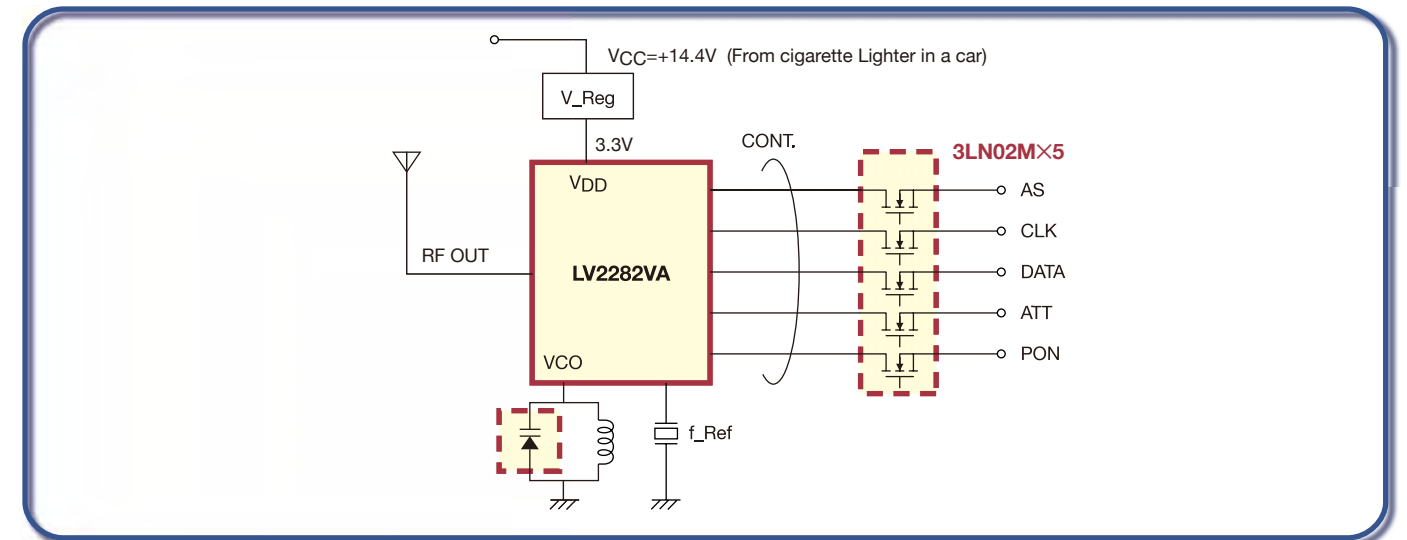 VCC=+14.4V (From cigarette Lighter in a car)
V_Reg
3.3V
CONT.
3LN02M×5
VDD
AS
CLK
RF OUT
LV2282VA
DATA
ATT
VCO
PON
f_Ref